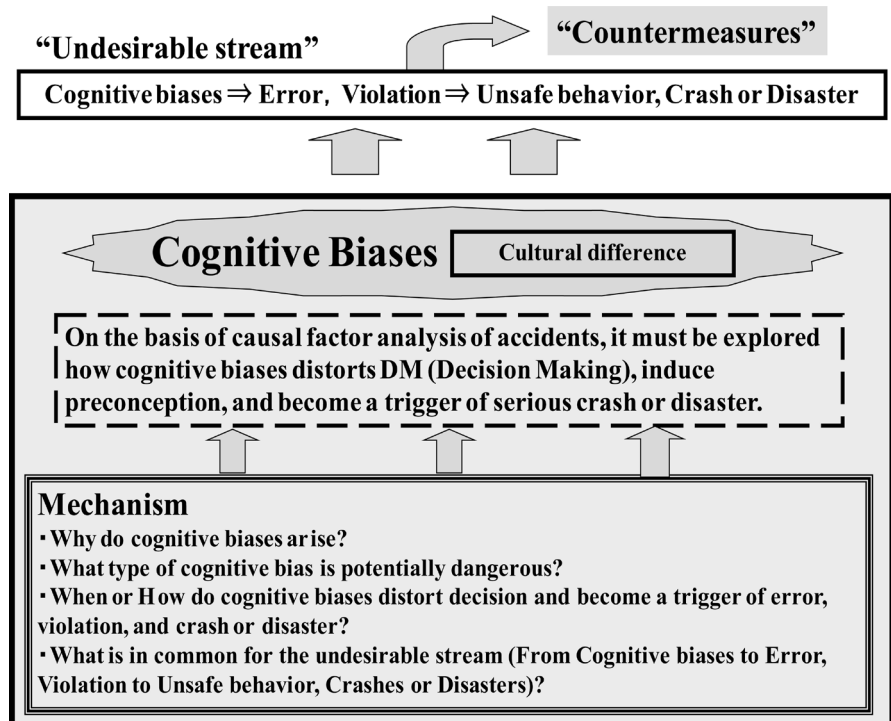 “Undesirable stream”
“Countermeasures”
Cognitive biases ⇒ Error, Violation ⇒ Unsafe behavior, Crash or Disaster
Cognitive Biases
Cultural difference
On the basis of causal factor analysis of accidents, it must be explored
how cognitive biases distorts DM (Decision Making), induce
preconception, and become a trigger of serious crash or disaster.
Mechanism
・Why do cognitive biases arise?
・What type of cognitive bias is potentially dangerous?
・When or How do cognitive biases distort decision and become a trigger of error,
violation, and crash or disaster?
・What is in common for the undesirable stream (From Cognitive biases to Error,
Violation to Unsafe behavior, Crashes or Disasters)?